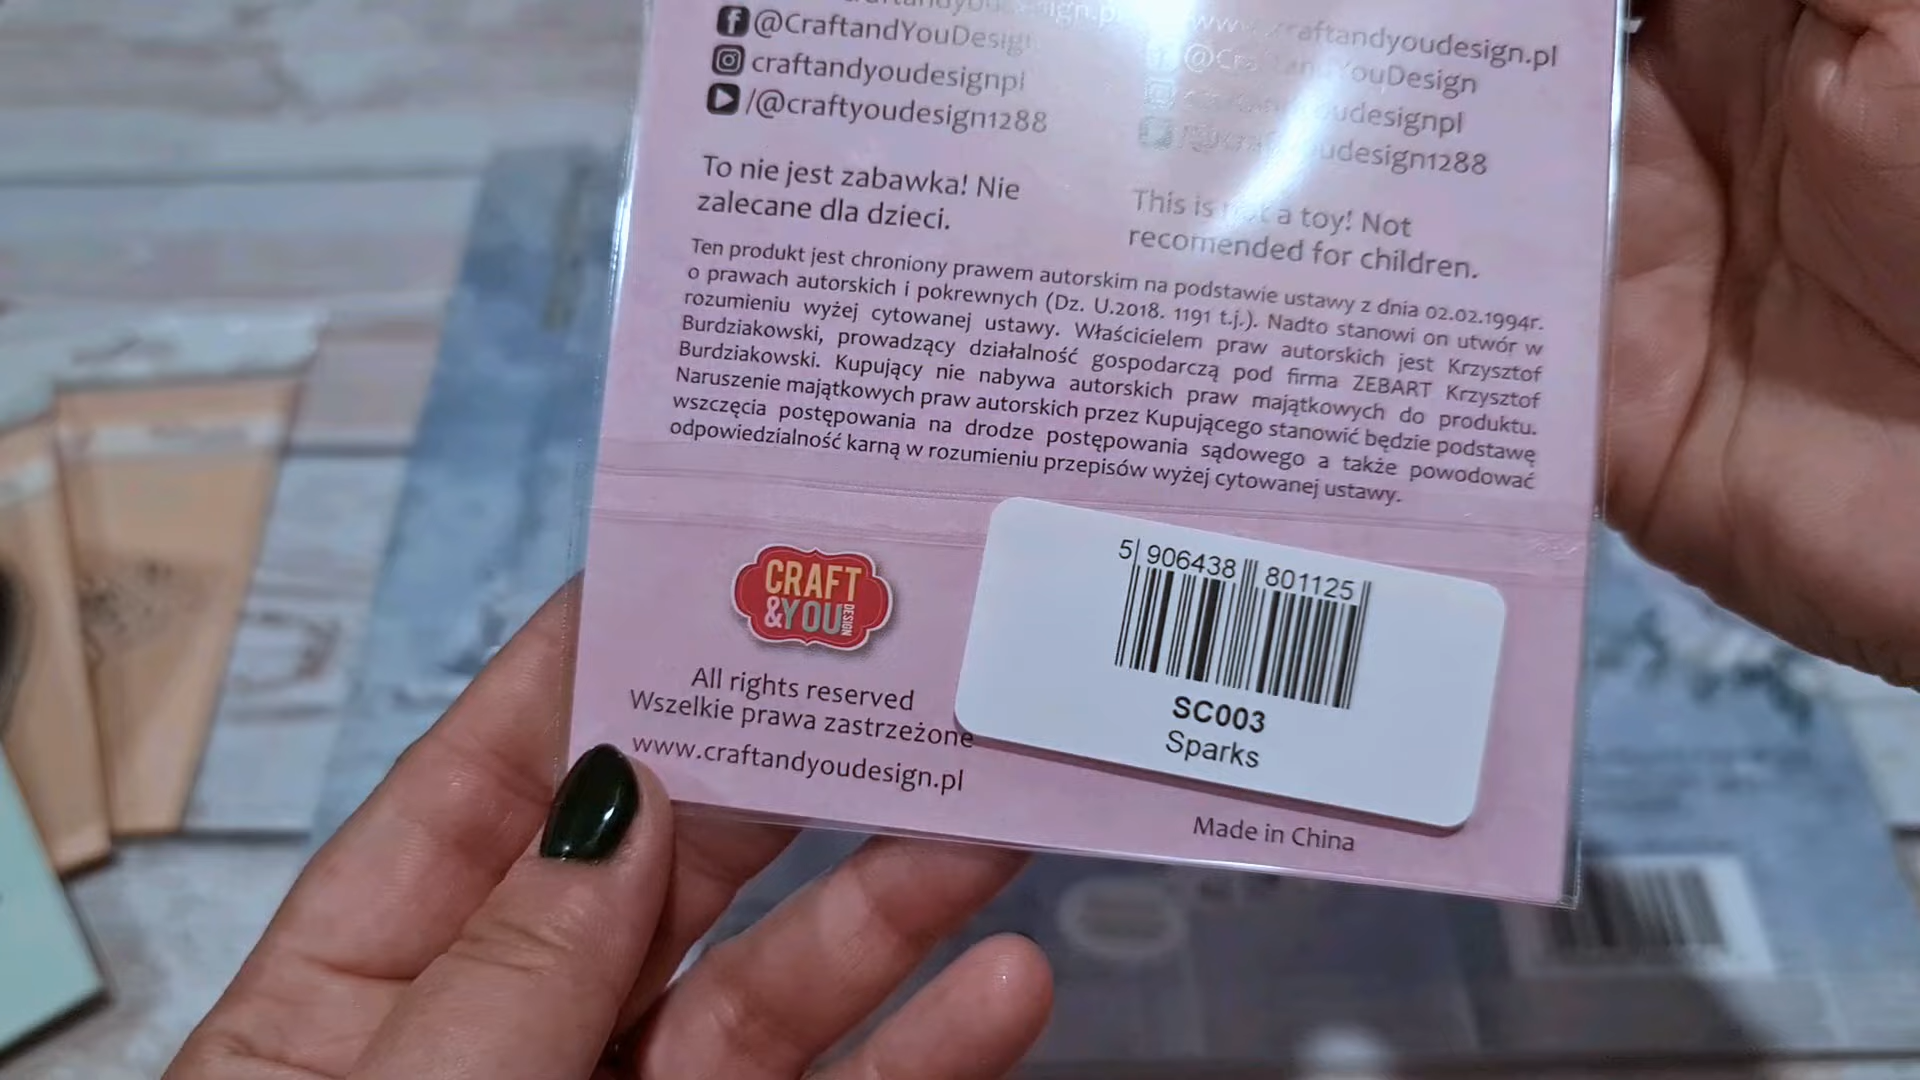 @CraftandYouDesign
craftandyoudesignpl
/@craftyoudesign1288
craftandyoudesign.pl
YouDesign
udesignpl
udesign1288
To nie jest zabawka! Nie
zalecane dla dzieci.
This is a toy! Not
recomended for children.
Ten produkt jest chroniony prawem autorskim na podstawie ustawy z dnia 02.02.1994r.
o prawach autorskich i pokrewnych (Dz. U.2018. 1191 t.j.). Nadto stanowi on utwór w
rozumieniu wyżej cytowanej ustawy. Właścicielem praw autorskich jest Krzysztof
Burdziakowski, prowadzący działalność gospodarczą pod firma ZEBART Krzysztof
Burdziakowski. Kupujący nie nabywa autorskich praw majątkowych do produktu.
Naruszenie majątkowych praw autorskich przez Kupującego stanowić będzie podstawę
wszczęcia postępowania na drodze postępowania sądowego a także powodować
odpowiedzialność karną w rozumieniu przepisów wyżej cytowanej ustawy.
CRAFT
&YOU
DESIGN
All rights reserved
Wszelkie prawa zastrzeżone
www.craftandyoudesign.pl
5 906438 801125
SC003
Sparks
Made in China